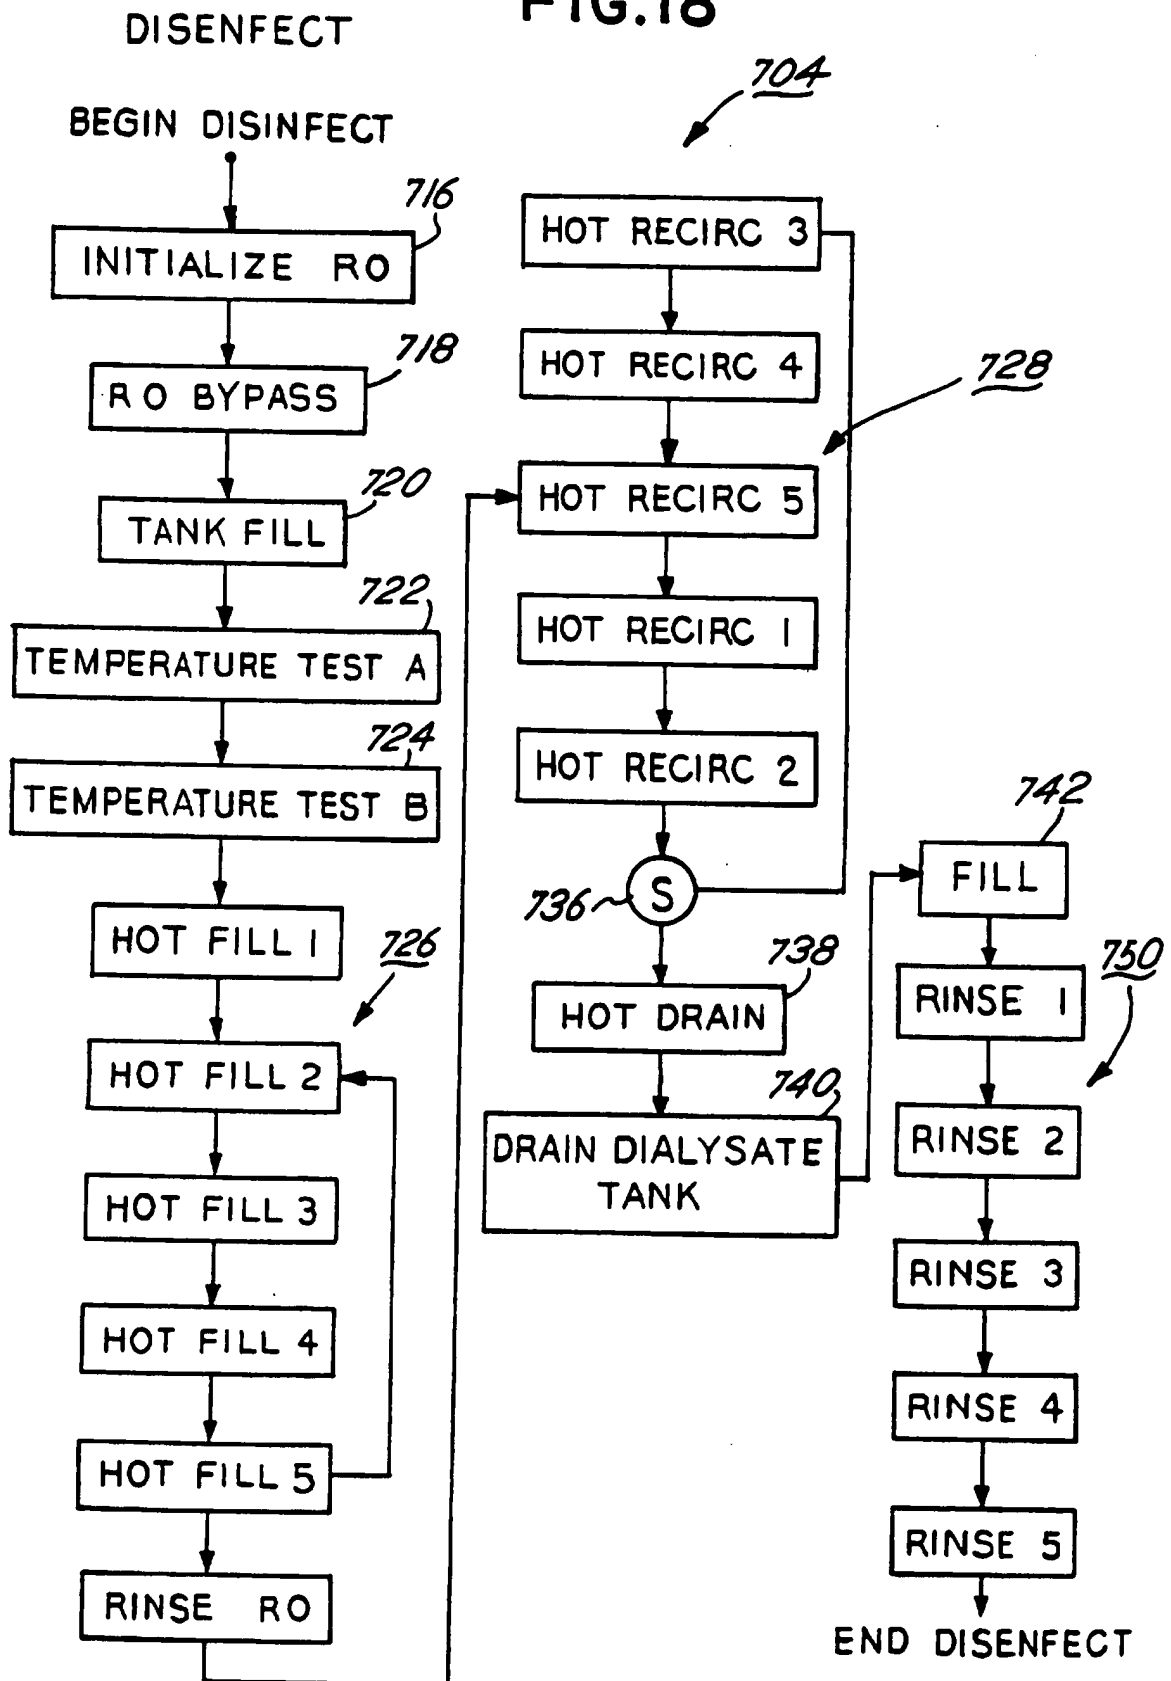 FIG.18
DISENFECT
BEGIN DISINFECT
716
INITIALIZE RO
718
RO BYPASS
720
TANK FILL
722
TEMPERATURE TEST A
724
TEMPERATURE TEST B
HOT FILL 1
726
HOT FILL 2
HOT FILL 3
HOT FILL 4
HOT FILL 5
RINSE RO
704
HOT RECIRC 3
HOT RECIRC 4
728
HOT RECIRC 5
HOT RECIRC 1
HOT RECIRC 2
736
S
738
HOT DRAIN
740
DRAIN DIALYSATE
TANK
742
FILL
750
RINSE 1
RINSE 2
RINSE 3
RINSE 4
RINSE 5
END DISENFECT